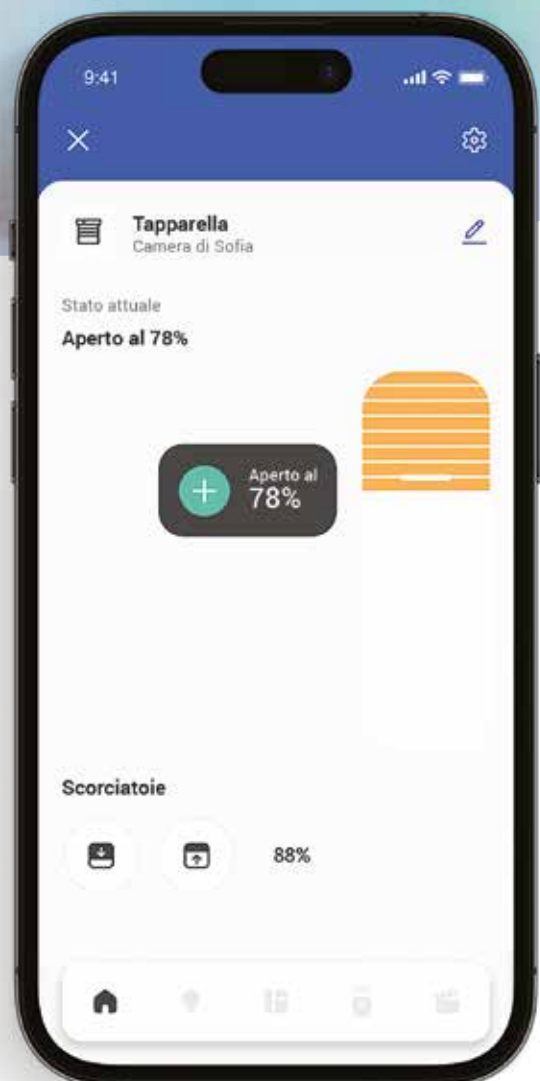 9:41
Tapparella
Camera di Sofia
Stato attuale
Aperto al 78%
Aperto al
78%
Scorciatoie
88%